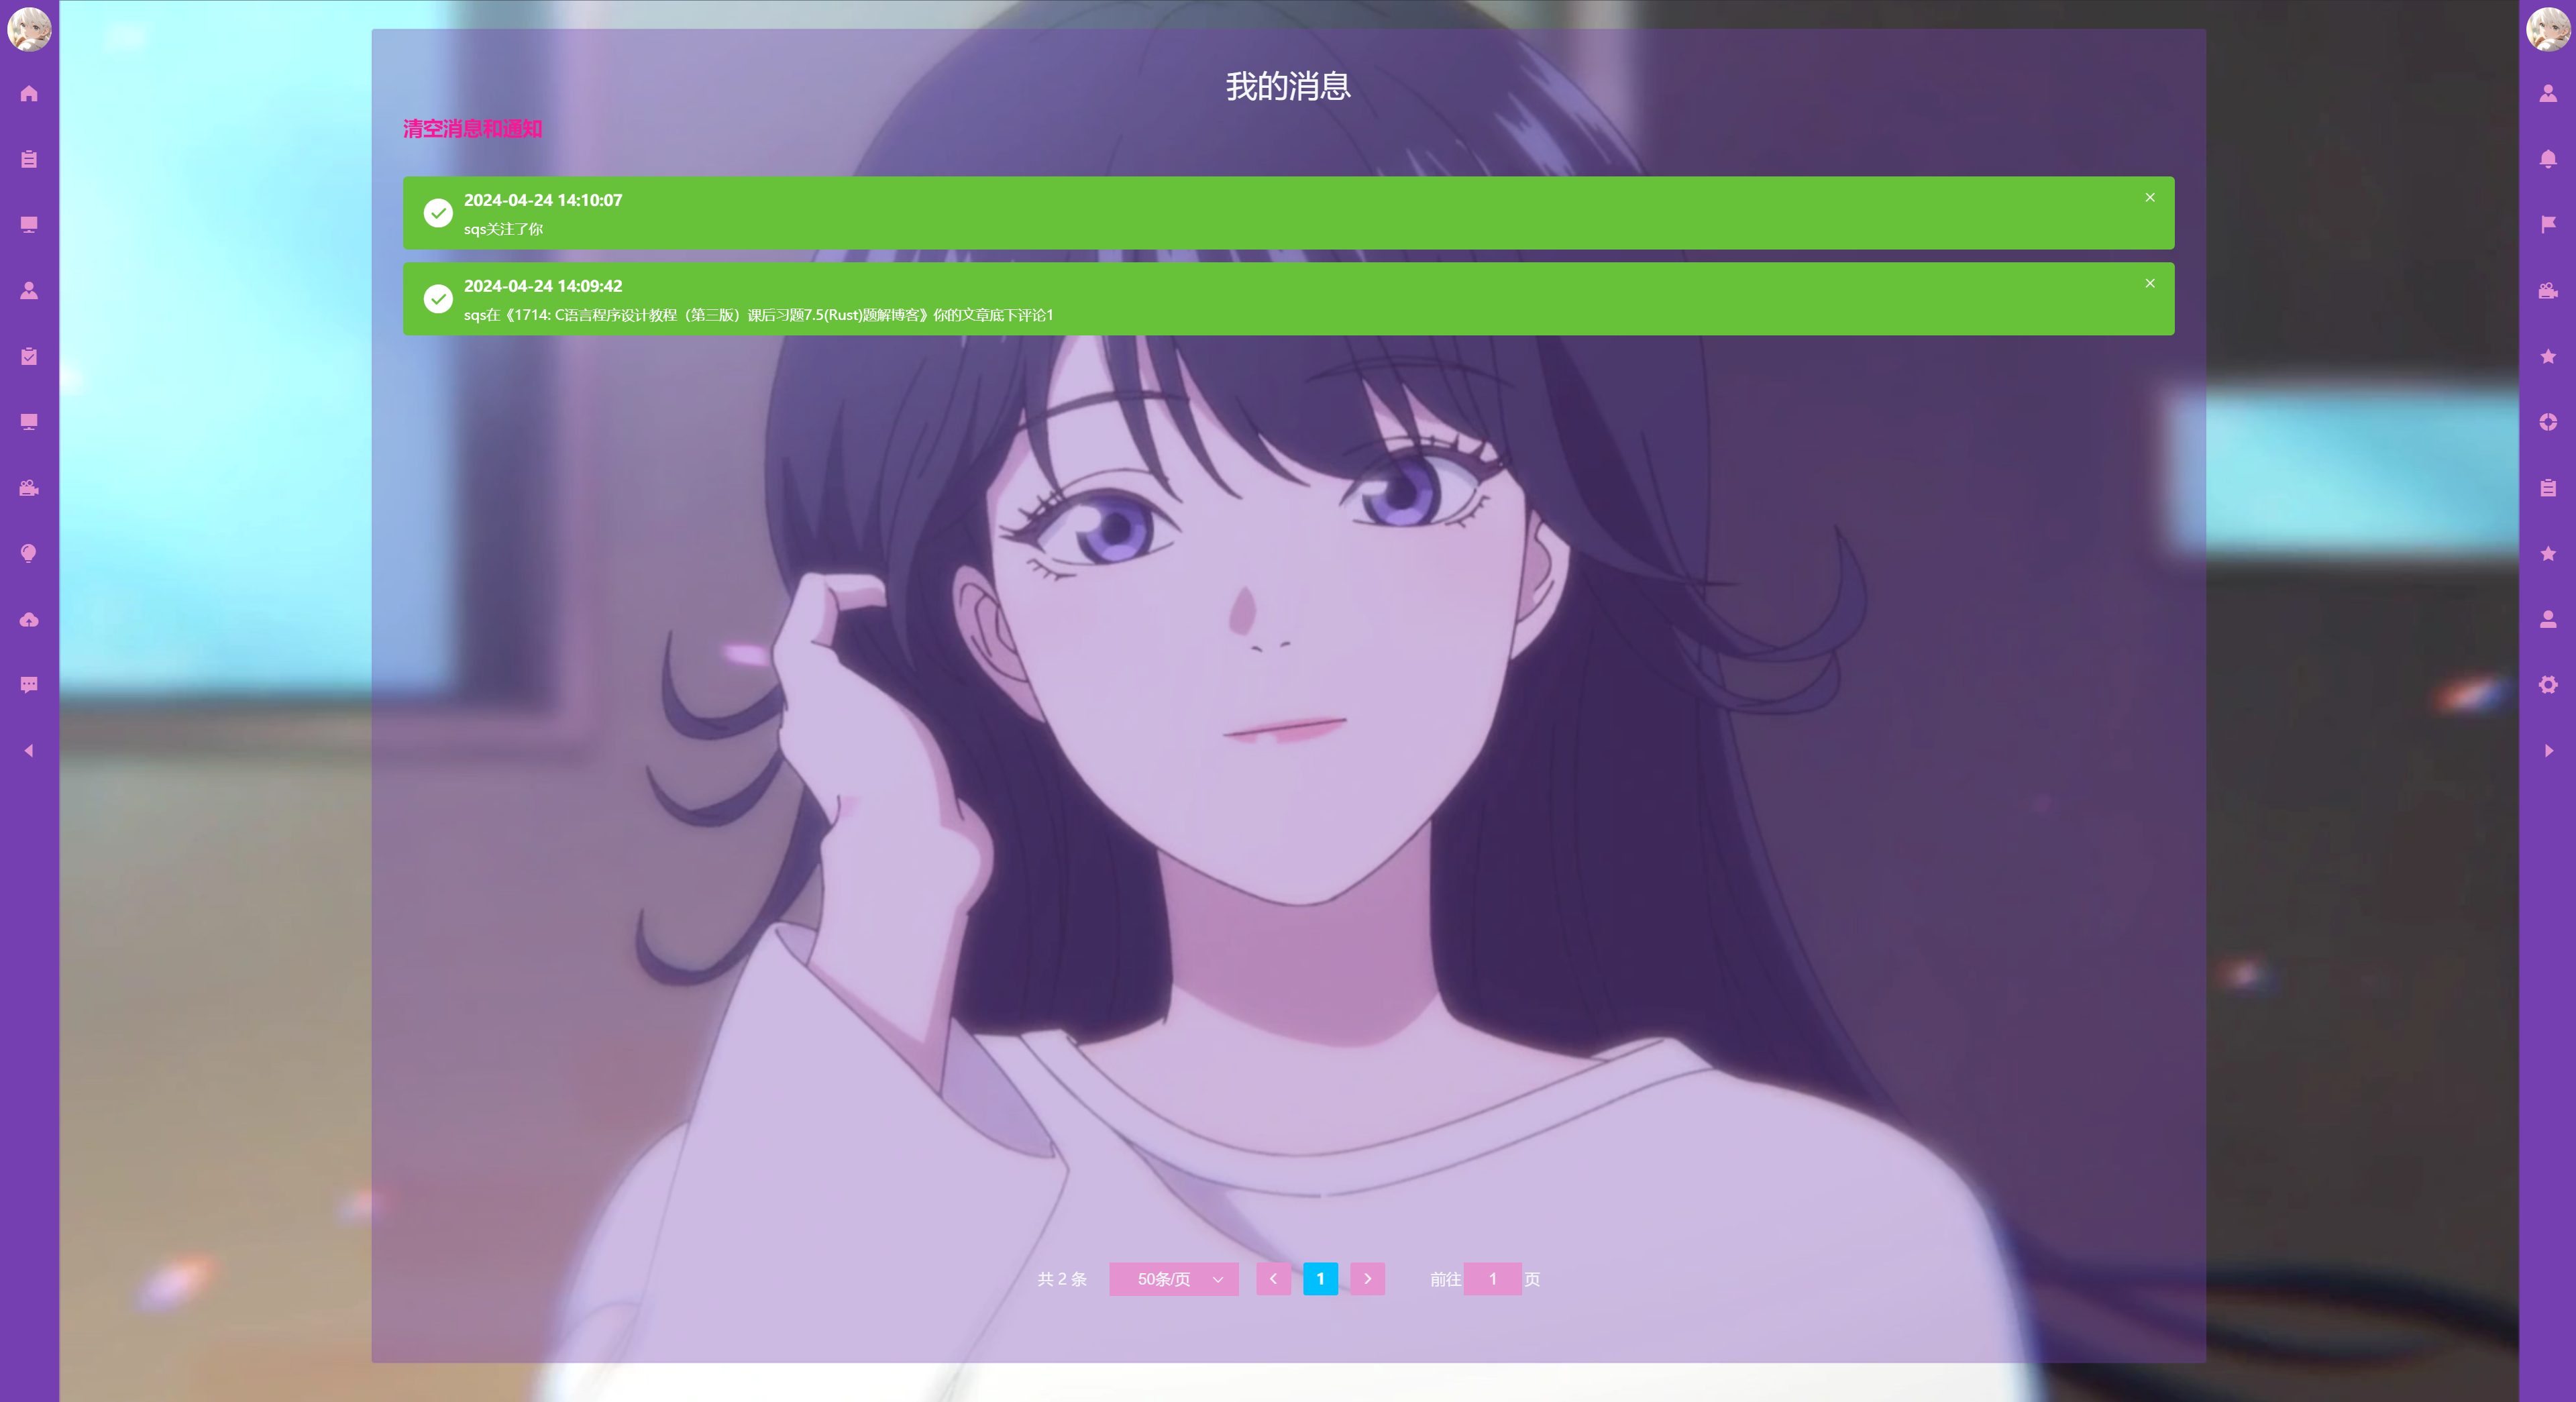 我的消息
清空消息和通知
2024-04-24 14:10:07
sqs关注了你
2024-04-24 14:09:42
sqs在《1714: C语言程序设计教程（第三版）课后习题7.5(Rust)题解博客》你的文章底下评论1
共 2 条 50条/页 1 前往 1 页